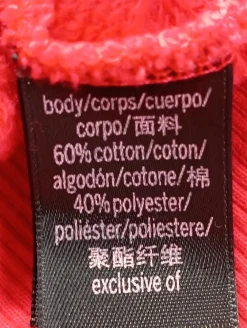 body/corps/cuerpo/
corpo/面料
60%cotton/coton/
algodón/cotone/棉
40%polyester/
poliéster/poliestere/
聚酯纤维
exclusive of